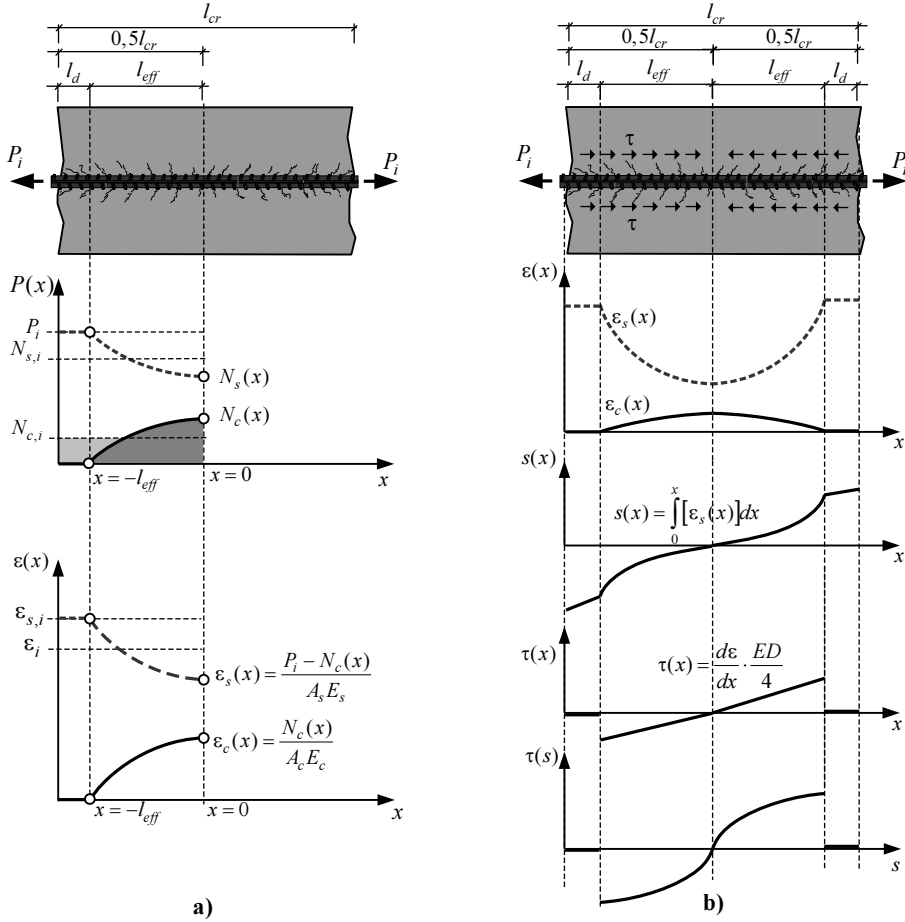 l_cr
0,5l_cr
l_d
l_eff
P_i
P_i
P(x)
P_i
N_s,i
N_s(x)
N_c(x)
N_c,i
x = −l_eff
x = 0
x
ε(x)
ε_s,i
ε_i
ε_s(x) = (P_i − N_c(x)) / (A_s E_s)
ε_c(x) = N_c(x) / (A_c E_c)
x = −l_eff
x = 0
x
a)
l_cr
0,5l_cr
0,5l_cr
l_d
l_eff
l_eff
l_d
τ
P_i
P_i
τ
ε(x)
ε_s(x)
ε_c(x)
x
s(x)
s(x) = ∫_0^x [ε_s(x)]dx
x
τ(x)
τ(x) = dε/dx · ED/4
x
τ(s)
s
b)